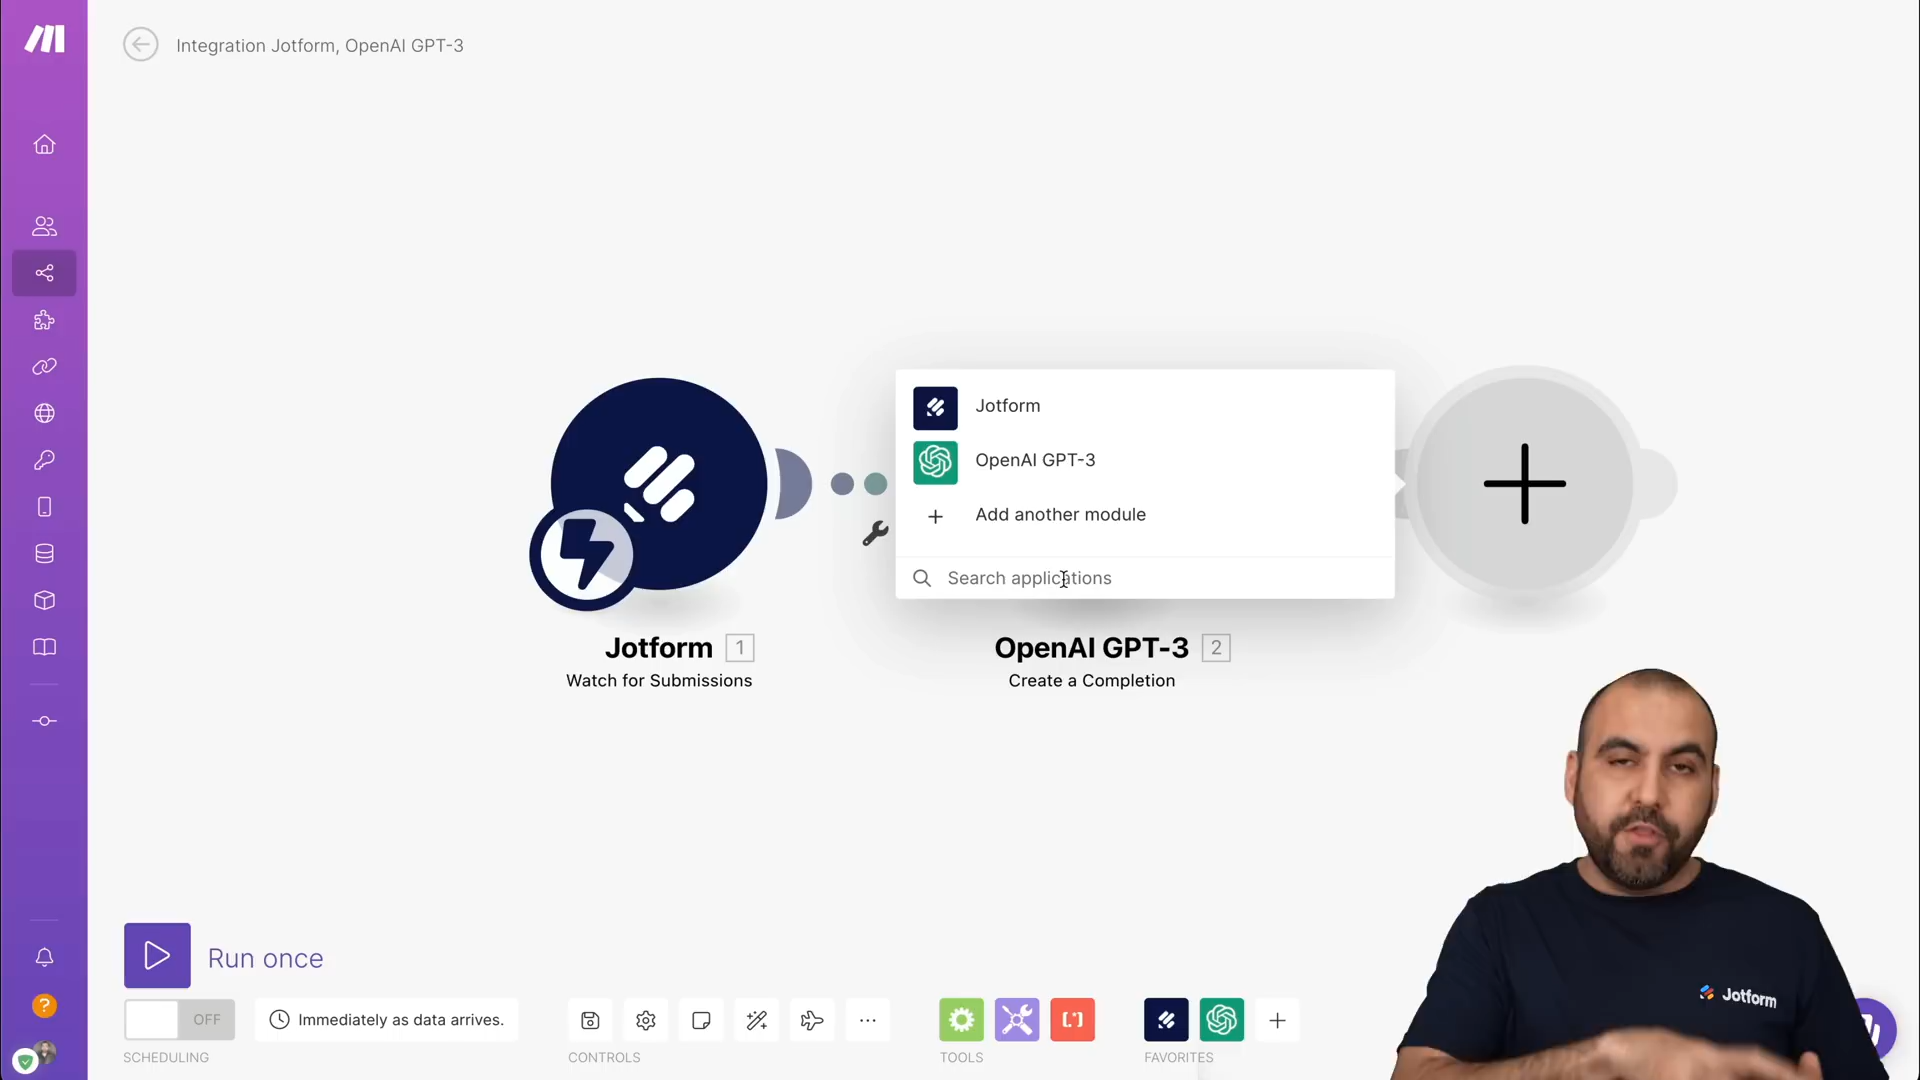 Integration Jotform, OpenAI GPT-3
Jotform
OpenAI GPT-3
Add another module
Search applications
Jotform 1
Watch for Submissions
OpenAI GPT-3 2
Create a Completion
Run once
OFF
Immediately as data arrives.
SCHEDULING
CONTROLS
TOOLS
FAVORITES
?
Jotform